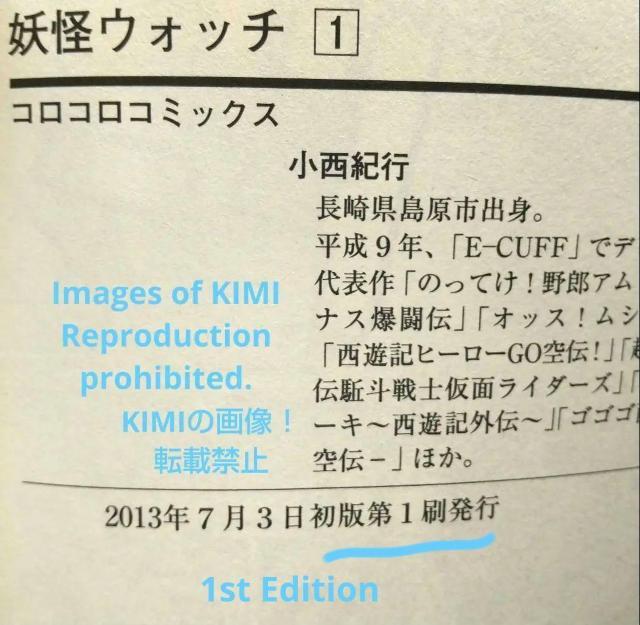 妖怪ウォッチ 1
コロコロコミックス
小西紀行
長崎県島原市出身。
平成9年、「E-CUFF」でデ
代表作「のってけ！野郎アム
ナス爆闘伝」「オッス！ムシ
「西遊記ヒーローGO空伝！」「超
伝駈斗戦士仮面ライダーズ」「
ーキ～西遊記外伝～」「ゴゴゴ
空伝－」ほか。
2013年7月3日初版第1刷発行
Images of KIMI
Reproduction
prohibited.
KIMIの画像！
転載禁止
1st Edition